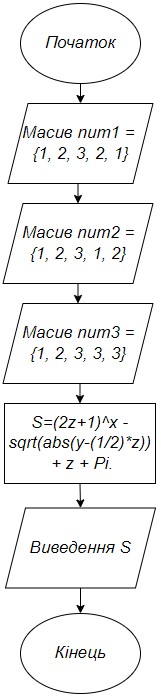 Початок
Масив num1 =
{1, 2, 3, 2, 1}
Масив num2 =
{1, 2, 3, 1, 2}
Масив num3 =
{1, 2, 3, 3, 3}
S=(2z+1)^x -
sqrt(abs(y-(1/2)*z))
+ z + Pi.
Виведення S
Кінець